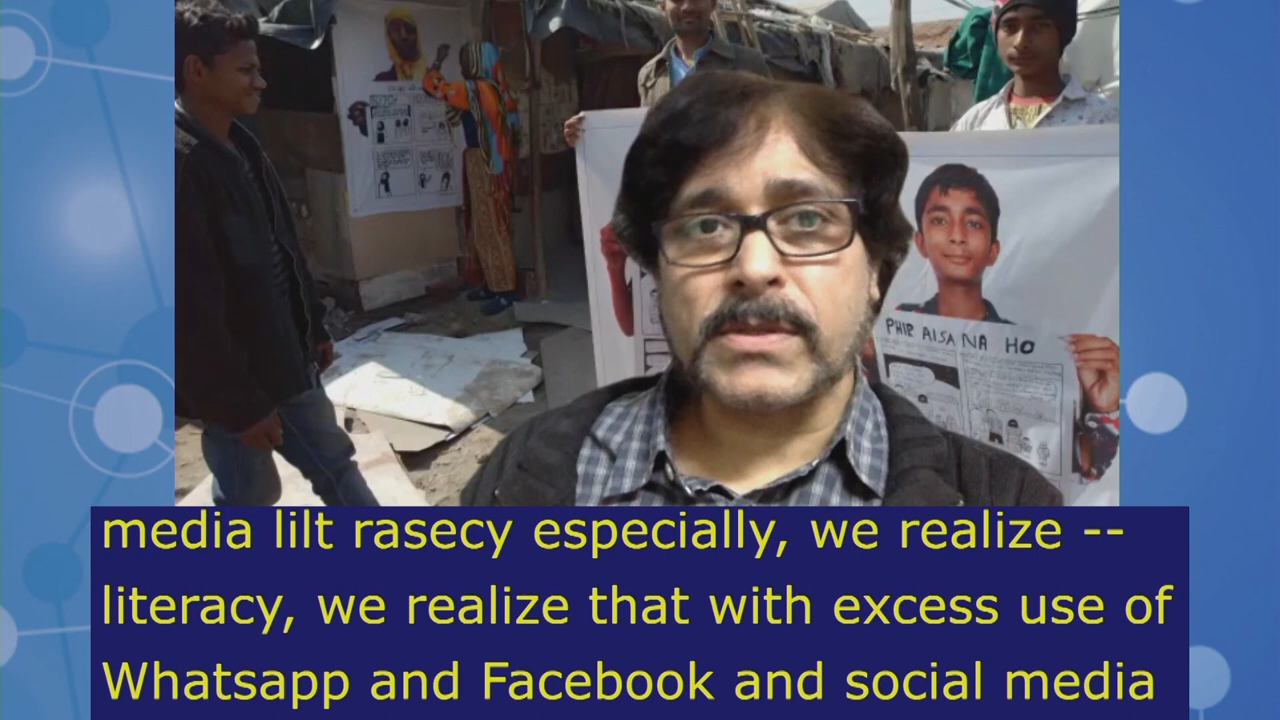 PHIR AISA NA HO
media lilt rasecy especially, we realize --
literacy, we realize that with excess use of
Whatsapp and Facebook and social media